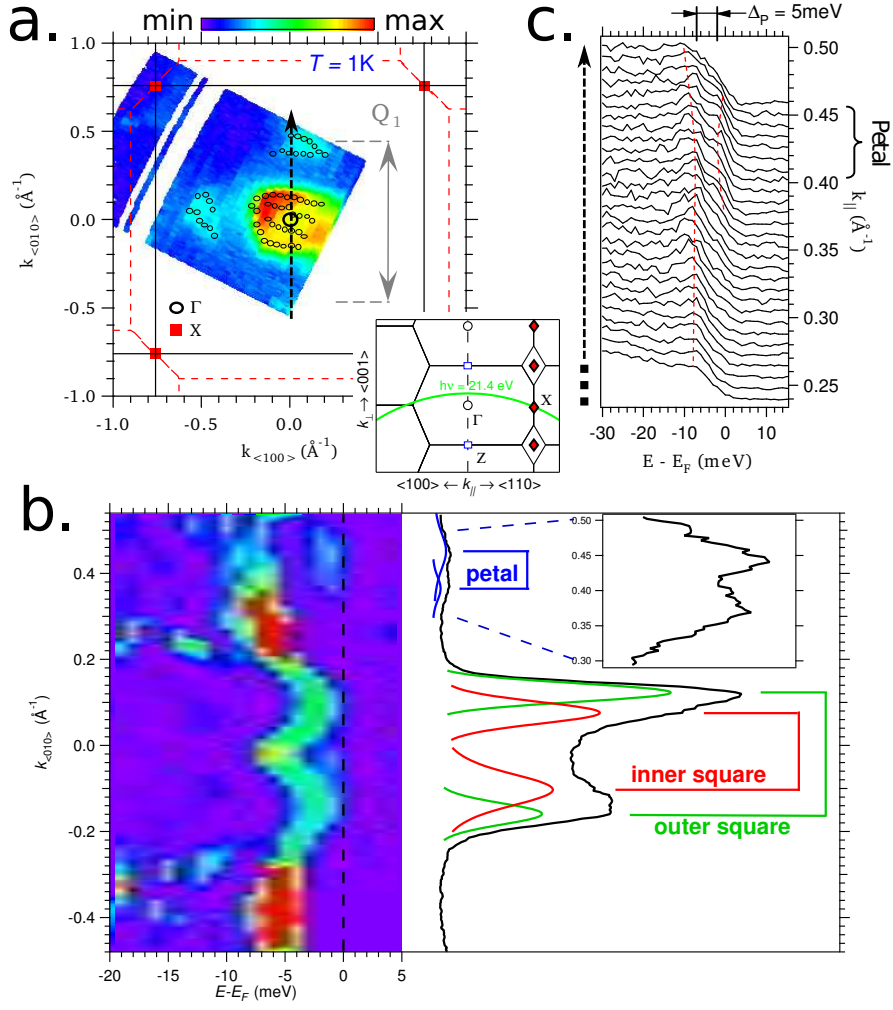 a.
min
max
T = 1K
Q1
1.0
0.5
0.0
-0.5
-1.0
k<010> (Å-1)
Γ
X
-1.0
-0.5
0.0
k<100> (Å-1)
hν = 21.4 eV
Γ
X
Z
k⊥ → <001>
<100> ← k// → <110>
c.
ΔP = 5meV
0.50
0.45
0.40
0.35
0.30
0.25
Petal
k|| (Å-1)
-30 -20 -10 0 10
E - EF (meV)
b.
0.4
0.2
0.0
-0.2
-0.4
k<010> (Å-1)
-20 -15 -10 -5 0 5
E-EF (meV)
petal
0.50
0.45
0.40
0.35
0.30
inner square
outer square